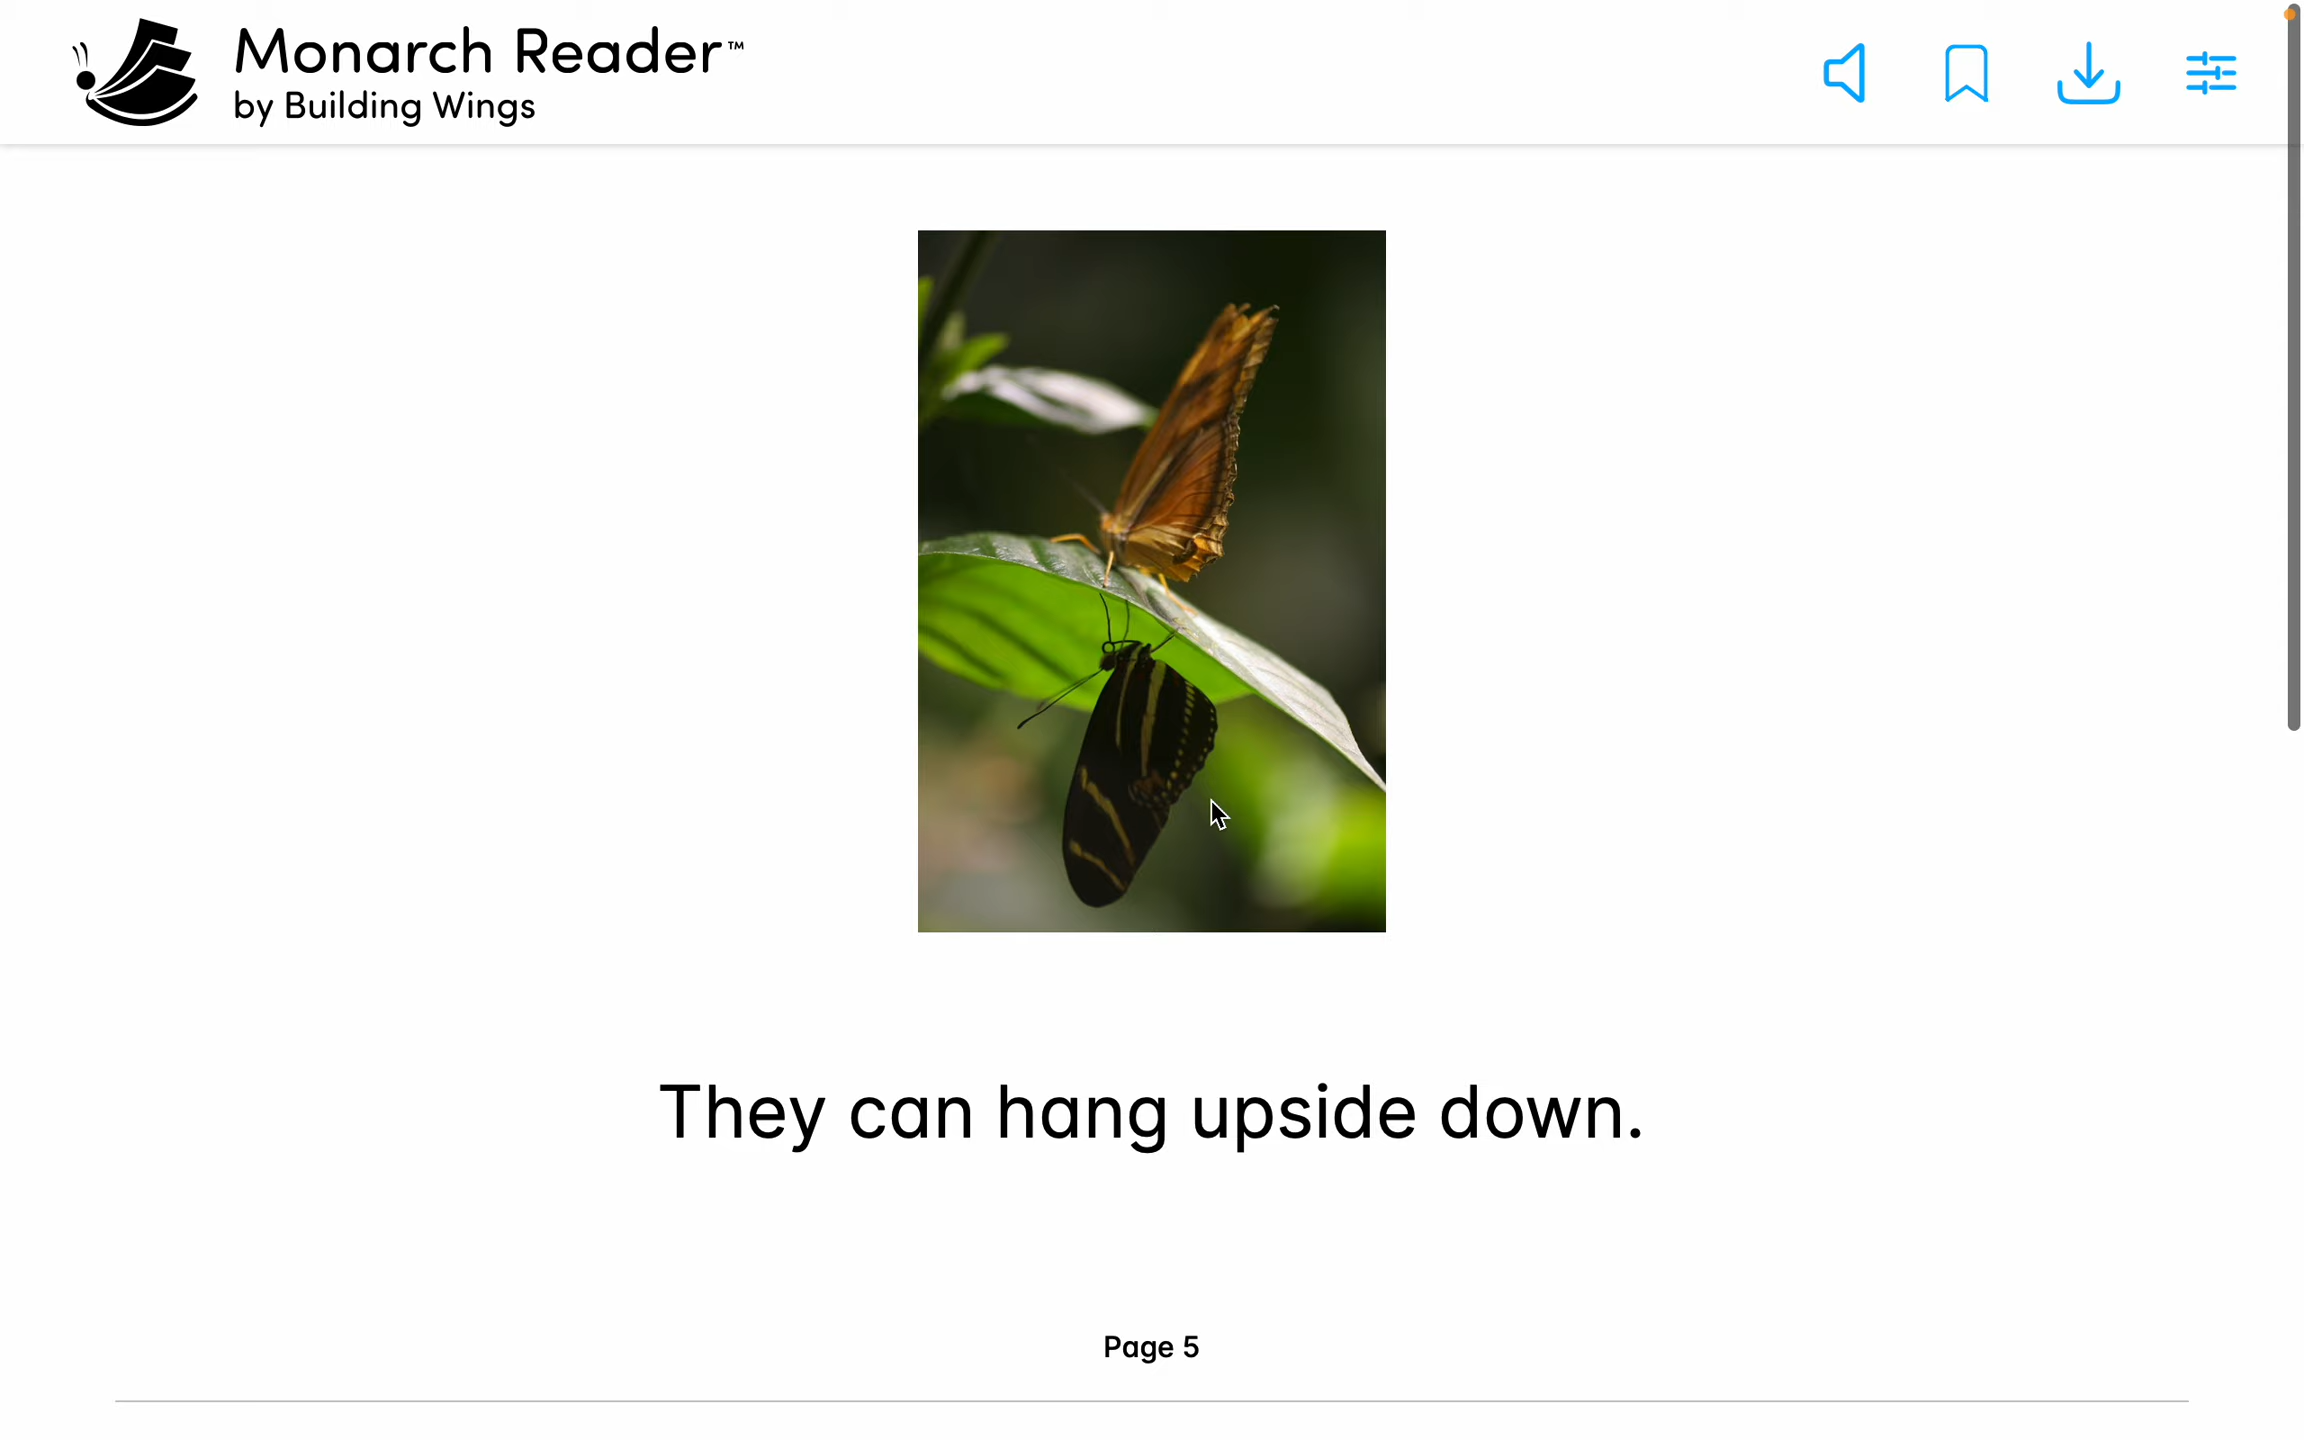 Monarch Reader™
by Building Wings
They can hang upside down.
Page 5